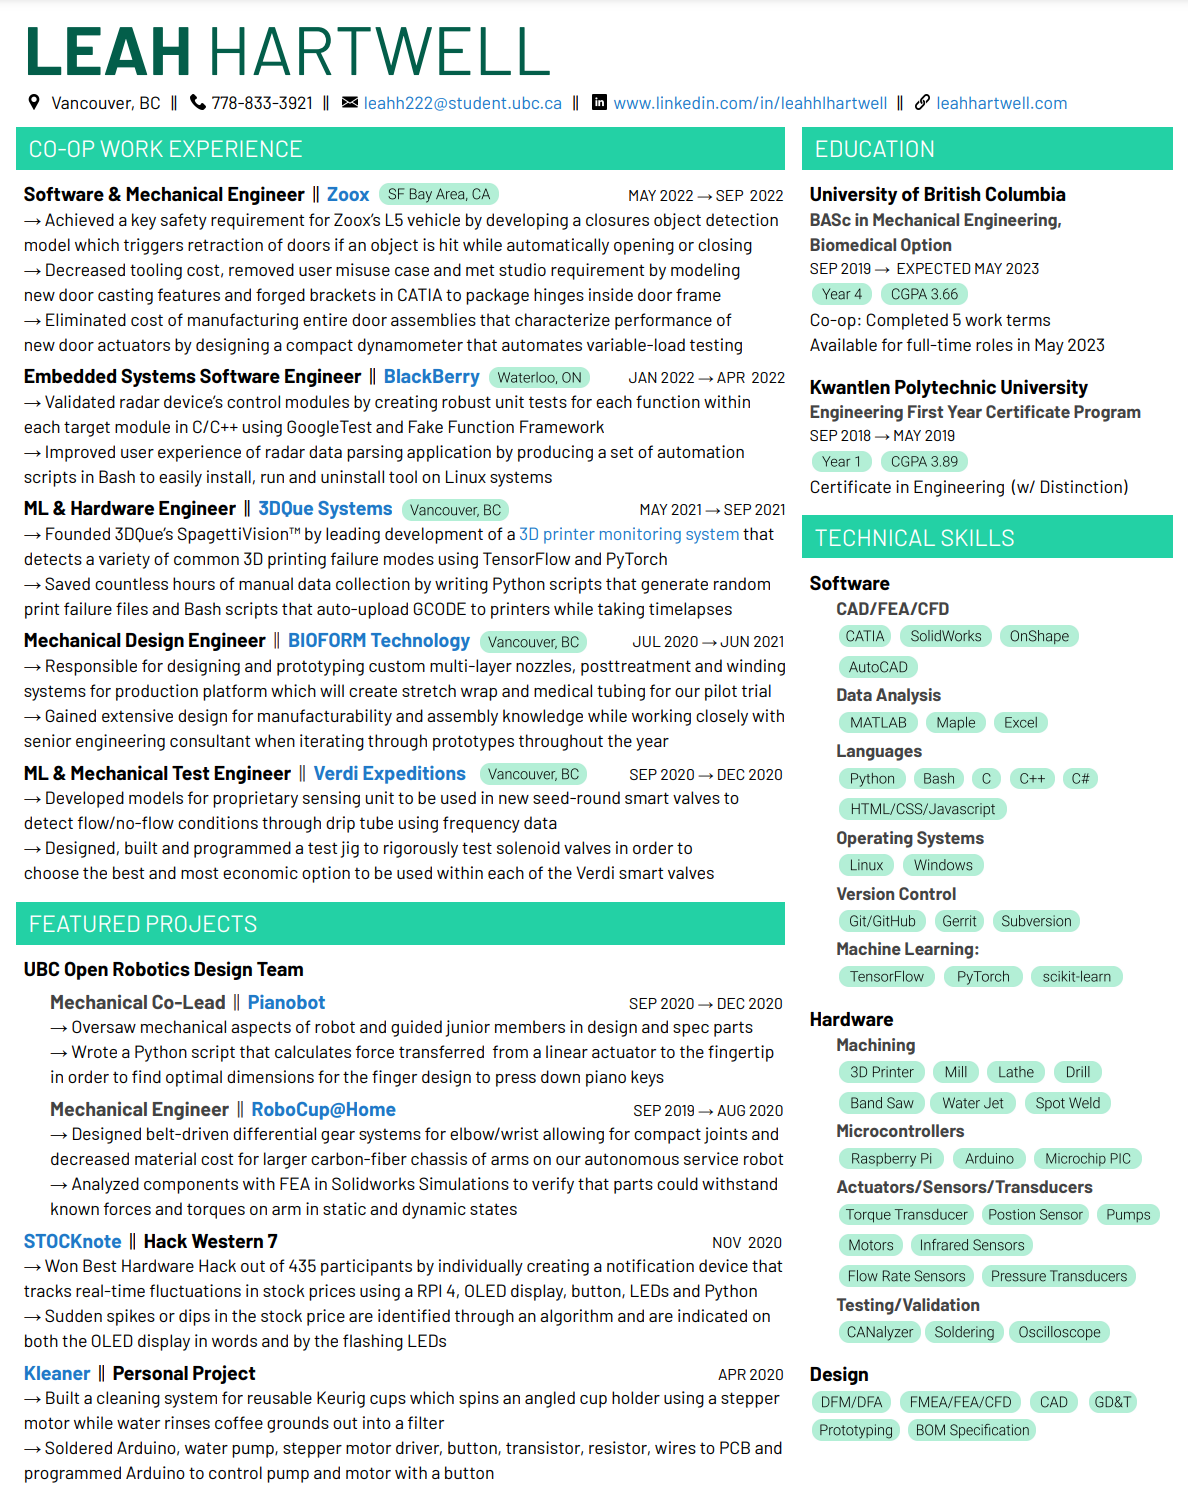 LEAH HARTWELL
Vancouver, BC || 778-833-3921 || leahh222@student.ubc.ca || www.linkedin.com/in/leahhlhartwell || leahhartwell.com
CO-OP WORK EXPERIENCE
Software & Mechanical Engineer || Zoox SF Bay Area, CA MAY 2022 → SEP 2022
→ Achieved a key safety requirement for Zoox's L5 vehicle by developing a closures object detection
model which triggers retraction of doors if an object is hit while automatically opening or closing
→ Decreased tooling cost, removed user misuse case and met studio requirement by modeling
new door casting features and forged brackets in CATIA to package hinges inside door frame
→ Eliminated cost of manufacturing entire door assemblies that characterize performance of
new door actuators by designing a compact dynamometer that automates variable-load testing
Embedded Systems Software Engineer || BlackBerry Waterloo, ON JAN 2022 → APR 2022
→ Validated radar device's control modules by creating robust unit tests for each function within
each target module in C/C++ using GoogleTest and Fake Function Framework
→ Improved user experience of radar data parsing application by producing a set of automation
scripts in Bash to easily install, run and uninstall tool on Linux systems
ML & Hardware Engineer || 3DQue Systems Vancouver, BC MAY 2021 → SEP 2021
→ Founded 3DQue's SpagettiVision™ by leading development of a 3D printer monitoring system that
detects a variety of common 3D printing failure modes using TensorFlow and PyTorch
→ Saved countless hours of manual data collection by writing Python scripts that generate random
print failure files and Bash scripts that auto-upload GCODE to printers while taking timelapses
Mechanical Design Engineer || BIOFORM Technology Vancouver, BC JUL 2020 → JUN 2021
→ Responsible for designing and prototyping custom multi-layer nozzles, posttreatment and winding
systems for production platform which will create stretch wrap and medical tubing for our pilot trial
→ Gained extensive design for manufacturability and assembly knowledge while working closely with
senior engineering consultant when iterating through prototypes throughout the year
ML & Mechanical Test Engineer || Verdi Expeditions Vancouver, BC SEP 2020 → DEC 2020
→ Developed models for proprietary sensing unit to be used in new seed-round smart valves to
detect flow/no-flow conditions through drip tube using frequency data
→ Designed, built and programmed a test jig to rigorously test solenoid valves in order to
choose the best and most economic option to be used within each of the Verdi smart valves
FEATURED PROJECTS
UBC Open Robotics Design Team
Mechanical Co-Lead || Pianobot SEP 2020 → DEC 2020
→ Oversaw mechanical aspects of robot and guided junior members in design and spec parts
→ Wrote a Python script that calculates force transferred from a linear actuator to the fingertip
in order to find optimal dimensions for the finger design to press down piano keys
Mechanical Engineer || RoboCup@Home SEP 2019 → AUG 2020
→ Designed belt-driven differential gear systems for elbow/wrist allowing for compact joints and
decreased material cost for larger carbon-fiber chassis of arms on our autonomous service robot
→ Analyzed components with FEA in Solidworks Simulations to verify that parts could withstand
known forces and torques on arm in static and dynamic states
STOCKnote || Hack Western 7 NOV 2020
→ Won Best Hardware Hack out of 435 participants by individually creating a notification device that
tracks real-time fluctuations in stock prices using a RPI 4, OLED display, button, LEDs and Python
→ Sudden spikes or dips in the stock price are identified through an algorithm and are indicated on
both the OLED display in words and by the flashing LEDs
Kleaner || Personal Project APR 2020
→ Built a cleaning system for reusable Keurig cups which spins an angled cup holder using a stepper
motor while water rinses coffee grounds out into a filter
→ Soldered Arduino, water pump, stepper motor driver, button, transistor, resistor, wires to PCB and
programmed Arduino to control pump and motor with a button
EDUCATION
University of British Columbia
BASc in Mechanical Engineering,
Biomedical Option
SEP 2019 → EXPECTED MAY 2023
Year 4 CGPA 3.66
Co-op: Completed 5 work terms
Available for full-time roles in May 2023
Kwantlen Polytechnic University
Engineering First Year Certificate Program
SEP 2018 → MAY 2019
Year 1 CGPA 3.89
Certificate in Engineering (w/ Distinction)
TECHNICAL SKILLS
Software
CAD/FEA/CFD
CATIA SolidWorks OnShape
AutoCAD
Data Analysis
MATLAB Maple Excel
Languages
Python Bash C C++ C#
HTML/CSS/Javascript
Operating Systems
Linux Windows
Version Control
Git/GitHub Gerrit Subversion
Machine Learning:
TensorFlow PyTorch scikit-learn
Hardware
Machining
3D Printer Mill Lathe Drill
Band Saw Water Jet Spot Weld
Microcontrollers
Raspberry Pi Arduino Microchip PIC
Actuators/Sensors/Transducers
Torque Transducer Postion Sensor Pumps
Motors Infrared Sensors
Flow Rate Sensors Pressure Transducers
Testing/Validation
CANalyzer Soldering Oscilloscope
Design
DFM/DFA FMEA/FEA/CFD CAD GD&T
Prototyping BOM Specification